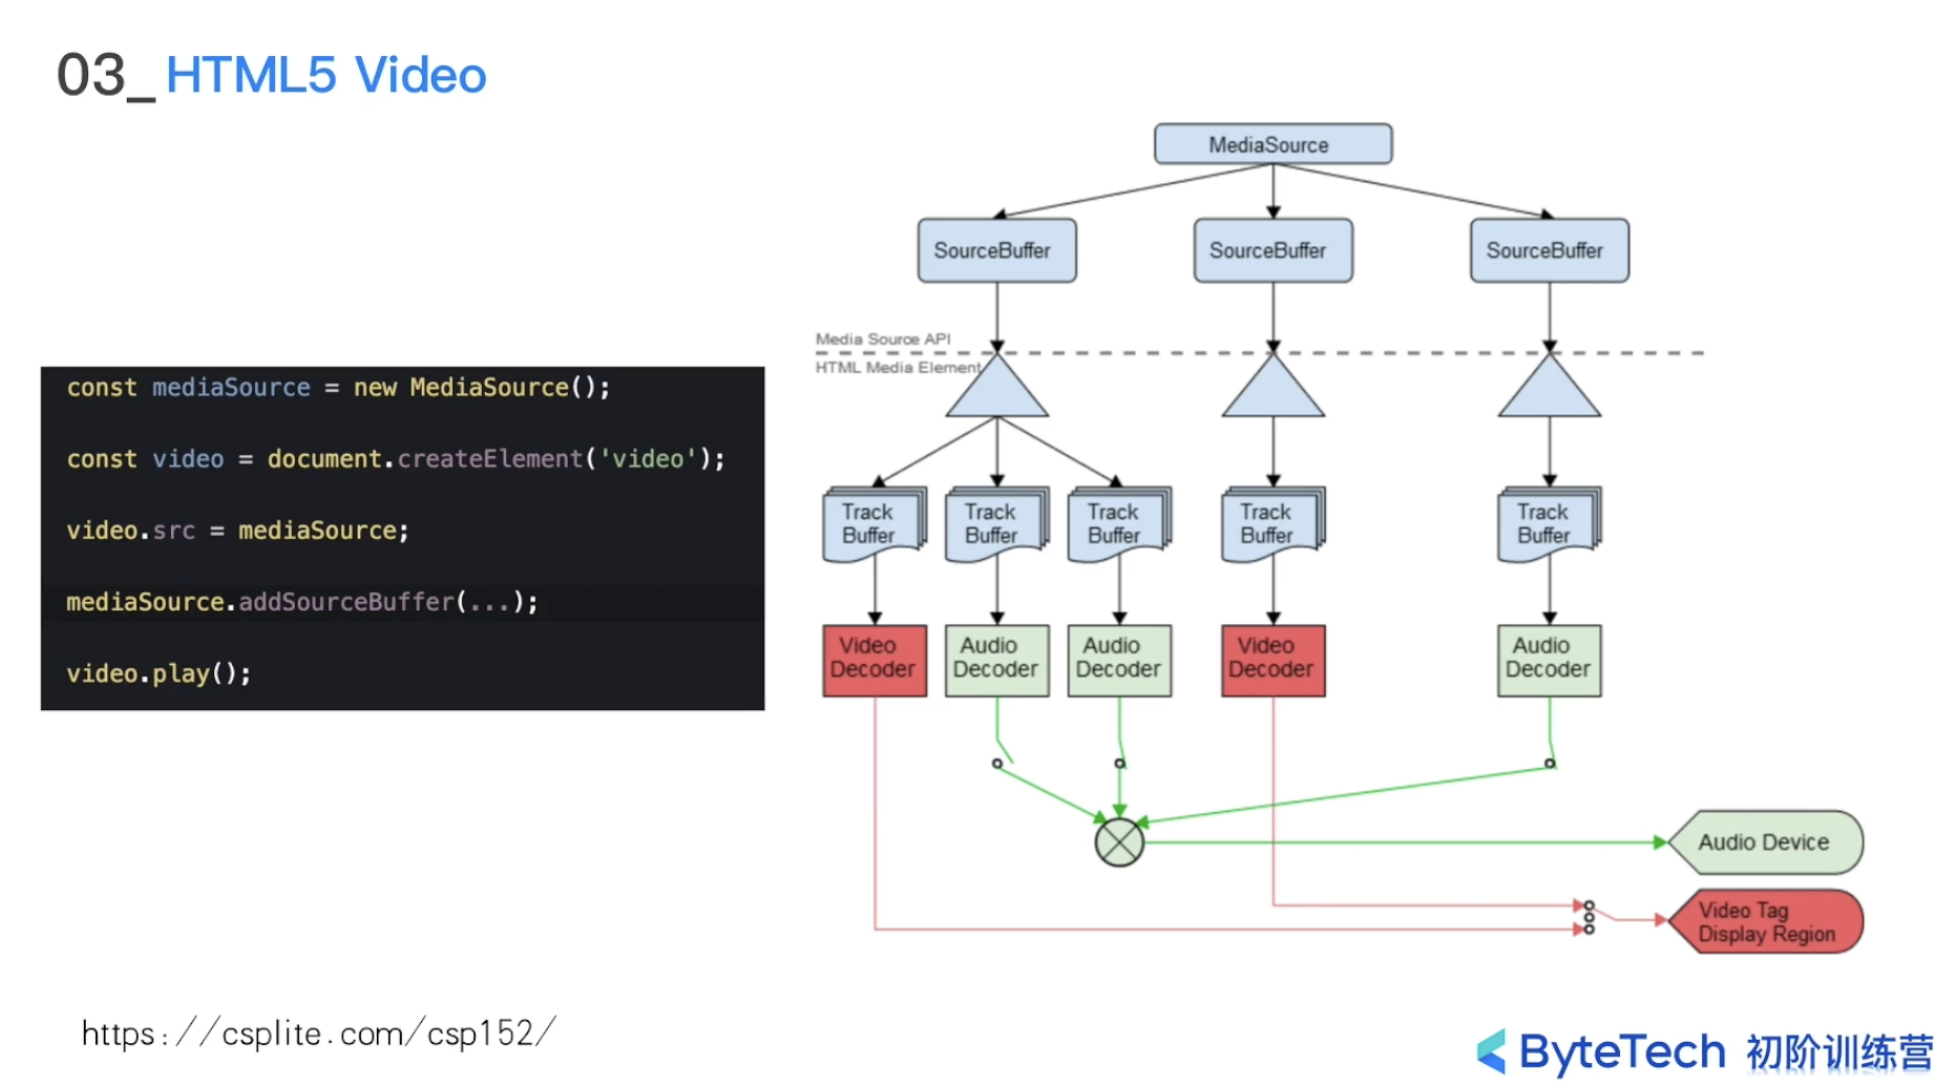 03_ HTML5 Video
MediaSource
SourceBuffer
SourceBuffer
SourceBuffer
Media Source API
HTML Media Element
const mediaSource = new MediaSource();
const video = document.createElement('video');
video.src = mediaSource;
mediaSource.addSourceBuffer(...);
video.play();
Track
Buffer
Track
Buffer
Track
Buffer
Track
Buffer
Track
Buffer
Video
Decoder
Audio
Decoder
Audio
Decoder
Video
Decoder
Audio
Decoder
Audio Device
Video Tag
Display Region
https://csplite.com/csp152/
ByteTech 初阶训练营